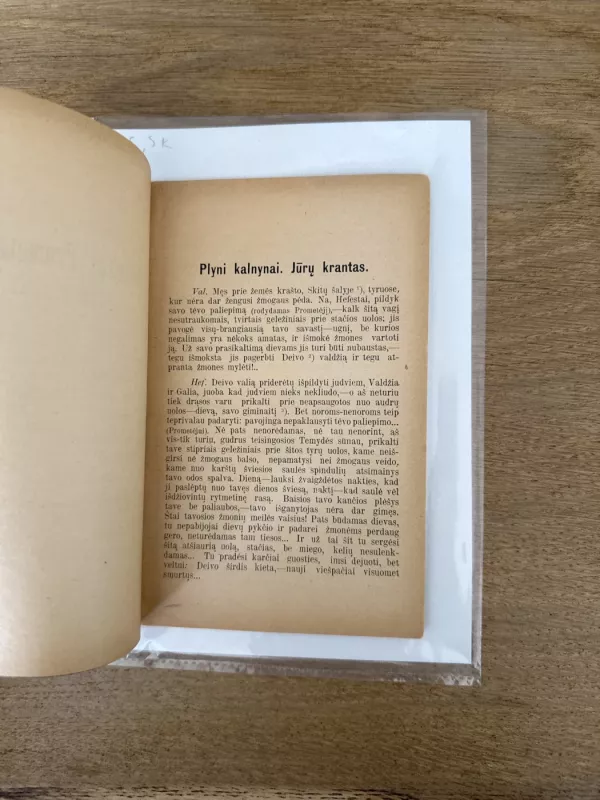 Plyni kalnynai. Jūrų krantas.
Val. Męs prie žemės krašto, Skitų šalyje ¹), tyruose,
kur nėra dar žengusi žmogaus pėda. Na, Hefestai, pildyk
savo tėvo paliepimą (rodydamas Prometėjį),—kalk šitą vagį
nesutraukomais, tvirtais geležiniais prie stačios uolos; jis
pavogė visų-brangiausią tavo savastį—ugnį, be kurios
negalimas yra nėkoks amatas, ir išmokė žmones vartoti
ją. Už savo prasikaltimą dievams jis turi būti nubaustas,—
tegu išmoksta jis pagerbti Deivo ²) valdžią ir tegu at-
pranta žmones mylėti!..
Hef. Deivo valią priderėtų išpildyti judviem, Valdžia
ir Galia, juoba kad judviem nieks nekliudo,—o aš neturiu
tiek drąsos varu prikalti prie neapsaugotos nuo audrų
uolos—dievą, savo giminaitį ³). Bet noroms-nenoroms teip
teprivalau padaryti: pavojinga nepaklausyti tėvo paliepimo...
(Prometėjai). Nė pats nenorėdamas, nė tau nenorint, aš
vis-tik turiu, gudrus teisingosios Temydės sūnau, prikalti
tave stipriais geležiniais prie šitos tyrų uolos, kame neiš-
girsi nė žmogaus balso, nepamatysi nei žmogaus veido,
kame nuo karštų šviesios saulės spindulių atsimainys
tavo odos spalva. Dieną—lauksi žvaigždėtos nakties, kad
ji paslėptų nuo tavęs dienos šviesą, naktį—kad saulė vėl
išdžiovintų rytmetinę rasą. Baisios tavo kančios plėšys
tave be paliaubos,—tavo išganytojas nėra dar gimęs.
Štai tavosios žmonių meilės vaisius! Pats būdamas dievas,
tu nepabijojai dievų pykčio ir padarei žmonėms perdang
gero, neturėdamas tam tiesos... Ir už tai šit tu sergėsi
šitą atšiaurią uolą, stačias, be miego, kelių nesulenk-
damas... Tu pradėsi karčiai guosties, imsi dejuoti, bet
veltui: Deivo širdis kieta,—nauji viešpačiai visuomet
smurtųs...